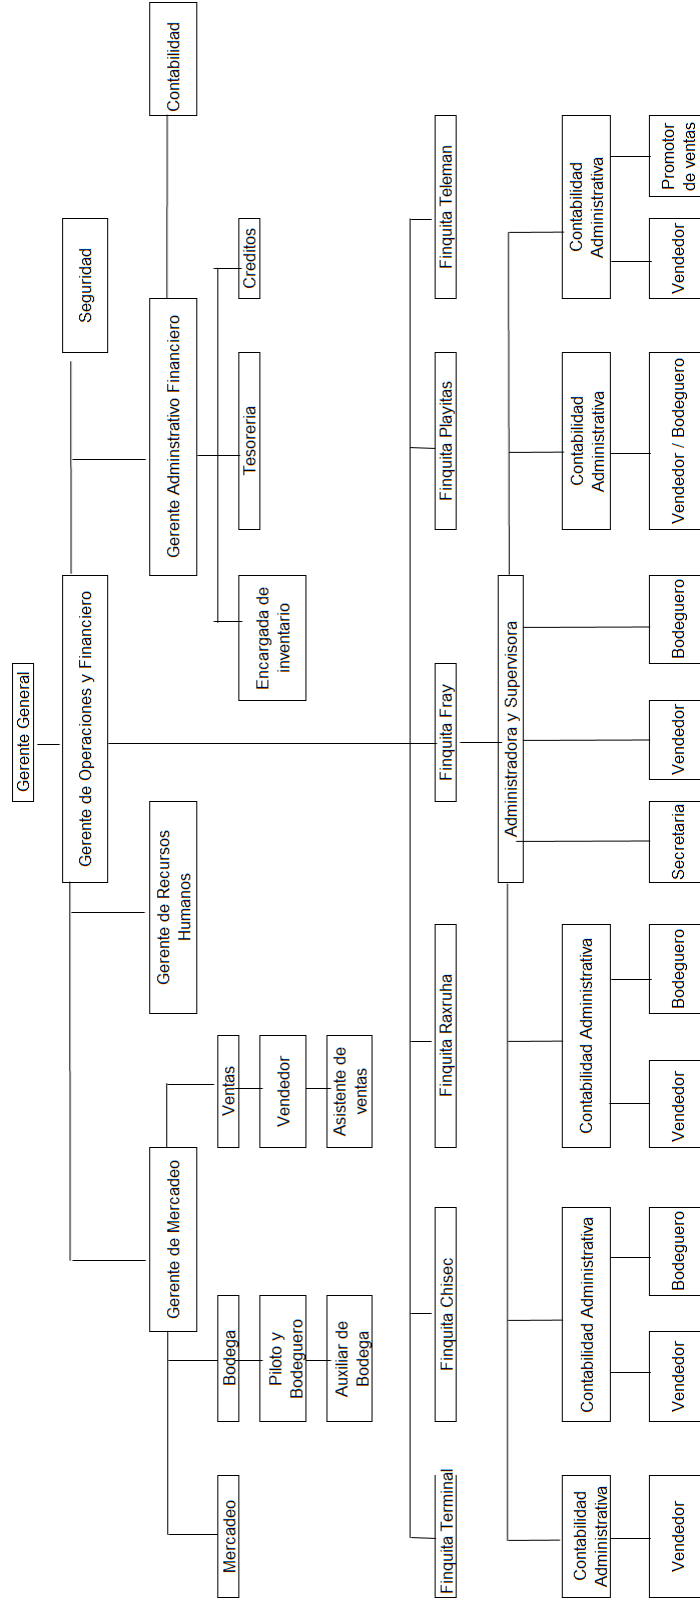 Gerente General
Gerente de Operaciones y Financiero
Seguridad
Gerente de Mercadeo
Gerente de Recursos
Humanos
Gerente Adminstrativo Financiero
Contabilidad
Mercadeo
Bodega
Ventas
Encargada de
inventario
Tesoreria
Creditos
Piloto y
Bodeguero
Vendedor
Auxiliar de
Bodega
Asistente de
ventas
Finquita Terminal
Finquita Chisec
Finquita Raxruha
Finquita Fray
Finquita Playitas
Finquita Teleman
Administradora y Supervisora
Contabilidad
Administrativa
Contabilidad Administrativa
Contabilidad Administrativa
Contabilidad
Administrativa
Contabilidad
Administrativa
Vendedor
Vendedor
Bodeguero
Vendedor
Bodeguero
Secretaria
Vendedor
Bodeguero
Vendedor / Bodeguero
Vendedor
Promotor
de ventas